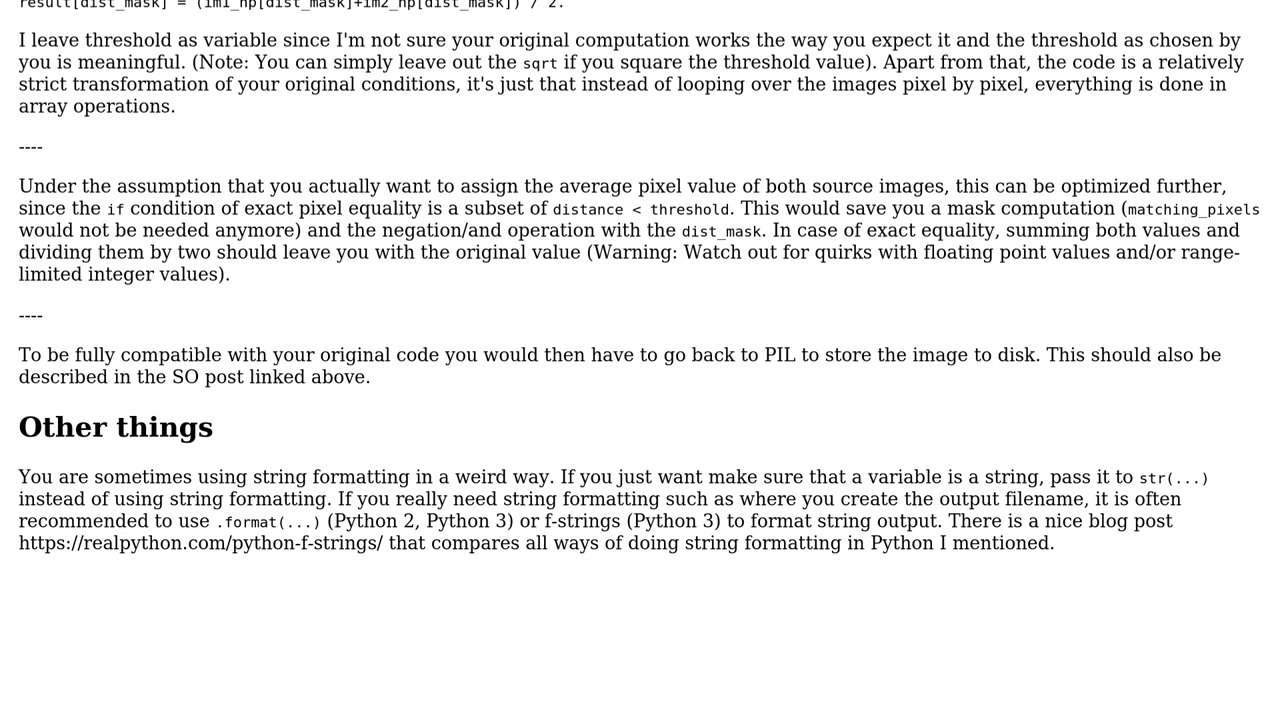 result[dist_mask] = (im1_np[dist_mask]+im2_np[dist_mask]) / 2.
I leave threshold as variable since I'm not sure your original computation works the way you expect it and the threshold as chosen by
you is meaningful. (Note: You can simply leave out the sqrt if you square the threshold value). Apart from that, the code is a relatively
strict transformation of your original conditions, it's just that instead of looping over the images pixel by pixel, everything is done in
array operations.
----
Under the assumption that you actually want to assign the average pixel value of both source images, this can be optimized further,
since the if condition of exact pixel equality is a subset of distance < threshold. This would save you a mask computation (matching_pixels
would not be needed anymore) and the negation/and operation with the dist_mask. In case of exact equality, summing both values and
dividing them by two should leave you with the original value (Warning: Watch out for quirks with floating point values and/or range-
limited integer values).
----
To be fully compatible with your original code you would then have to go back to PIL to store the image to disk. This should also be
described in the SO post linked above.
Other things
You are sometimes using string formatting in a weird way. If you just want make sure that a variable is a string, pass it to str(...)
instead of using string formatting. If you really need string formatting such as where you create the output filename, it is often
recommended to use .format(...) (Python 2, Python 3) or f-strings (Python 3) to format string output. There is a nice blog post
https://realpython.com/python-f-strings/ that compares all ways of doing string formatting in Python I mentioned.